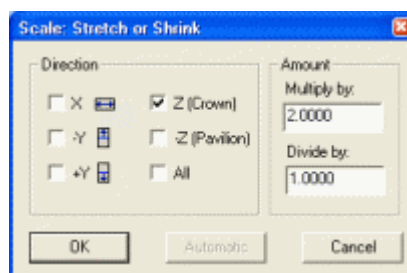 Scale: Stretch or Shrink
Direction
X
Z (Crown)
-Y
-Z (Pavilion)
+Y
All
Amount
Multiply by:
2.0000
Divide by:
1.0000
OK
Automatic
Cancel